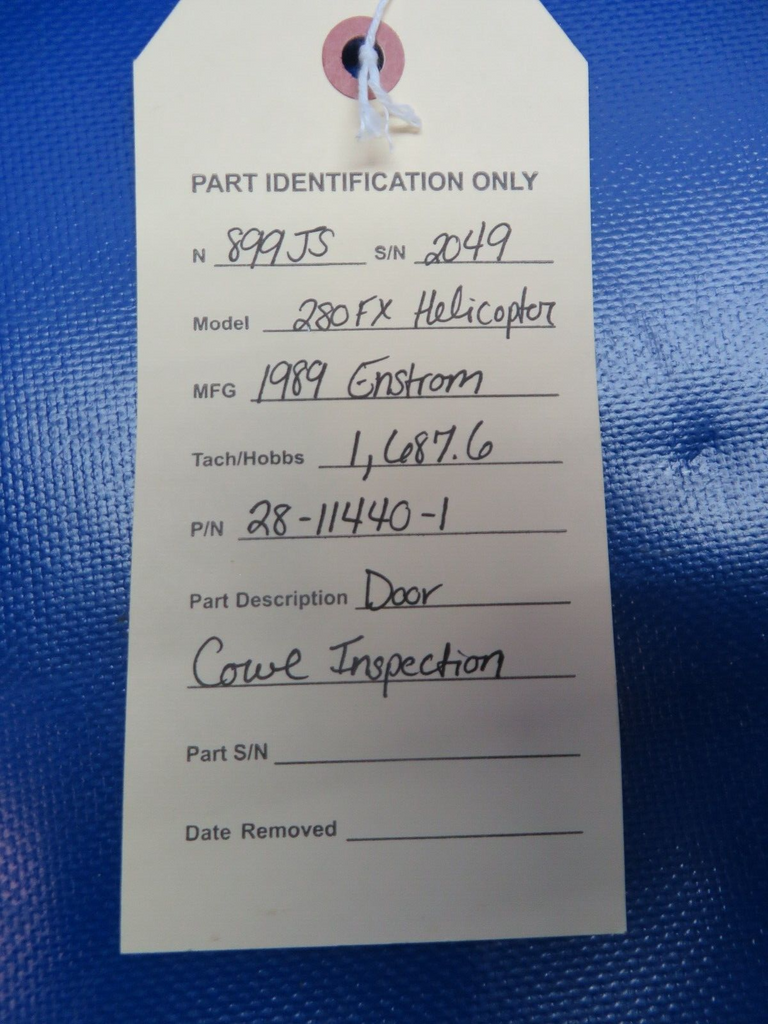 PART IDENTIFICATION ONLY
N 899JS S/N 2049
Model 280FX Helicopter
MFG 1989 Enstrom
Tach/Hobbs 1,687.6
P/N 28-11440-1
Part Description Door
Cowl Inspection
Part S/N
Date Removed